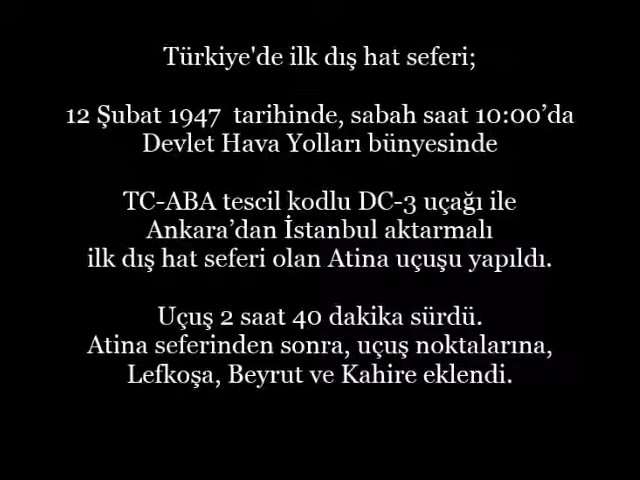 Türkiye'de ilk dış hat seferi;
12 Şubat 1947 tarihinde, sabah saat 10:00’da
Devlet Hava Yolları bünyesinde
TC-ABA tescil kodlu DC-3 uçağı ile
Ankara’dan İstanbul aktarmalı
ilk dış hat seferi olan Atina uçuşu yapıldı.
Uçuş 2 saat 40 dakika sürdü.
Atina seferinden sonra, uçuş noktalarına,
Lefkoşa, Beyrut ve Kahire eklendi.